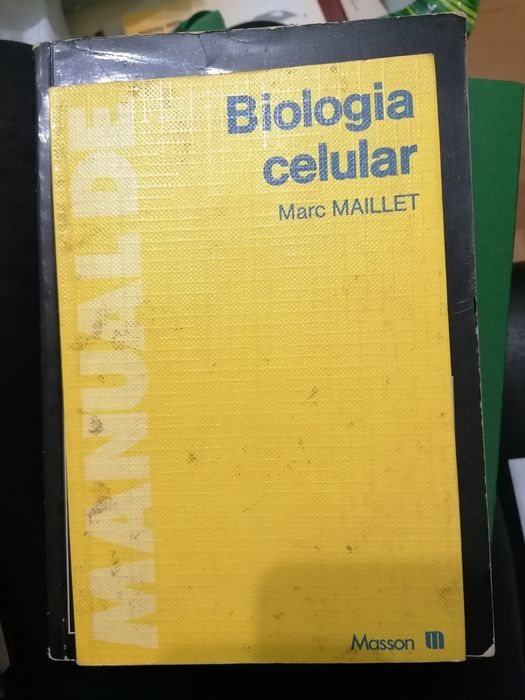 MANUAL DE
Biologia
celular
Marc MAILLET
Masson